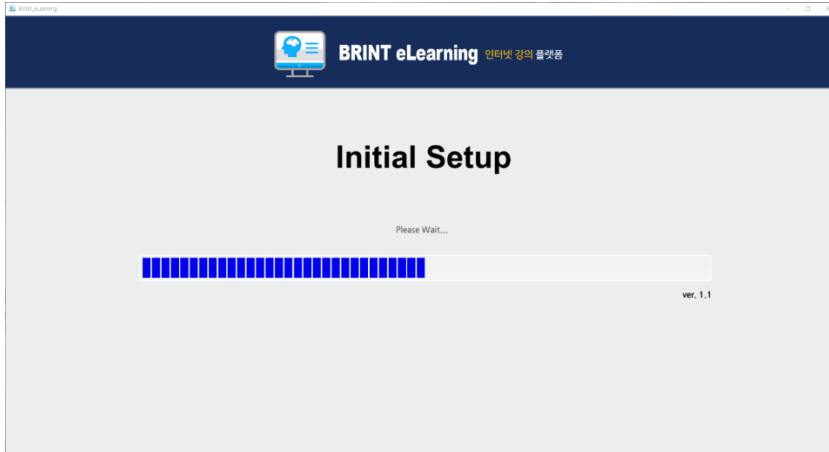 BRINT_eLearning
BRINT eLearning 인터넷 강의 플랫폼
Initial Setup
Please Wait...
ver. 1.1